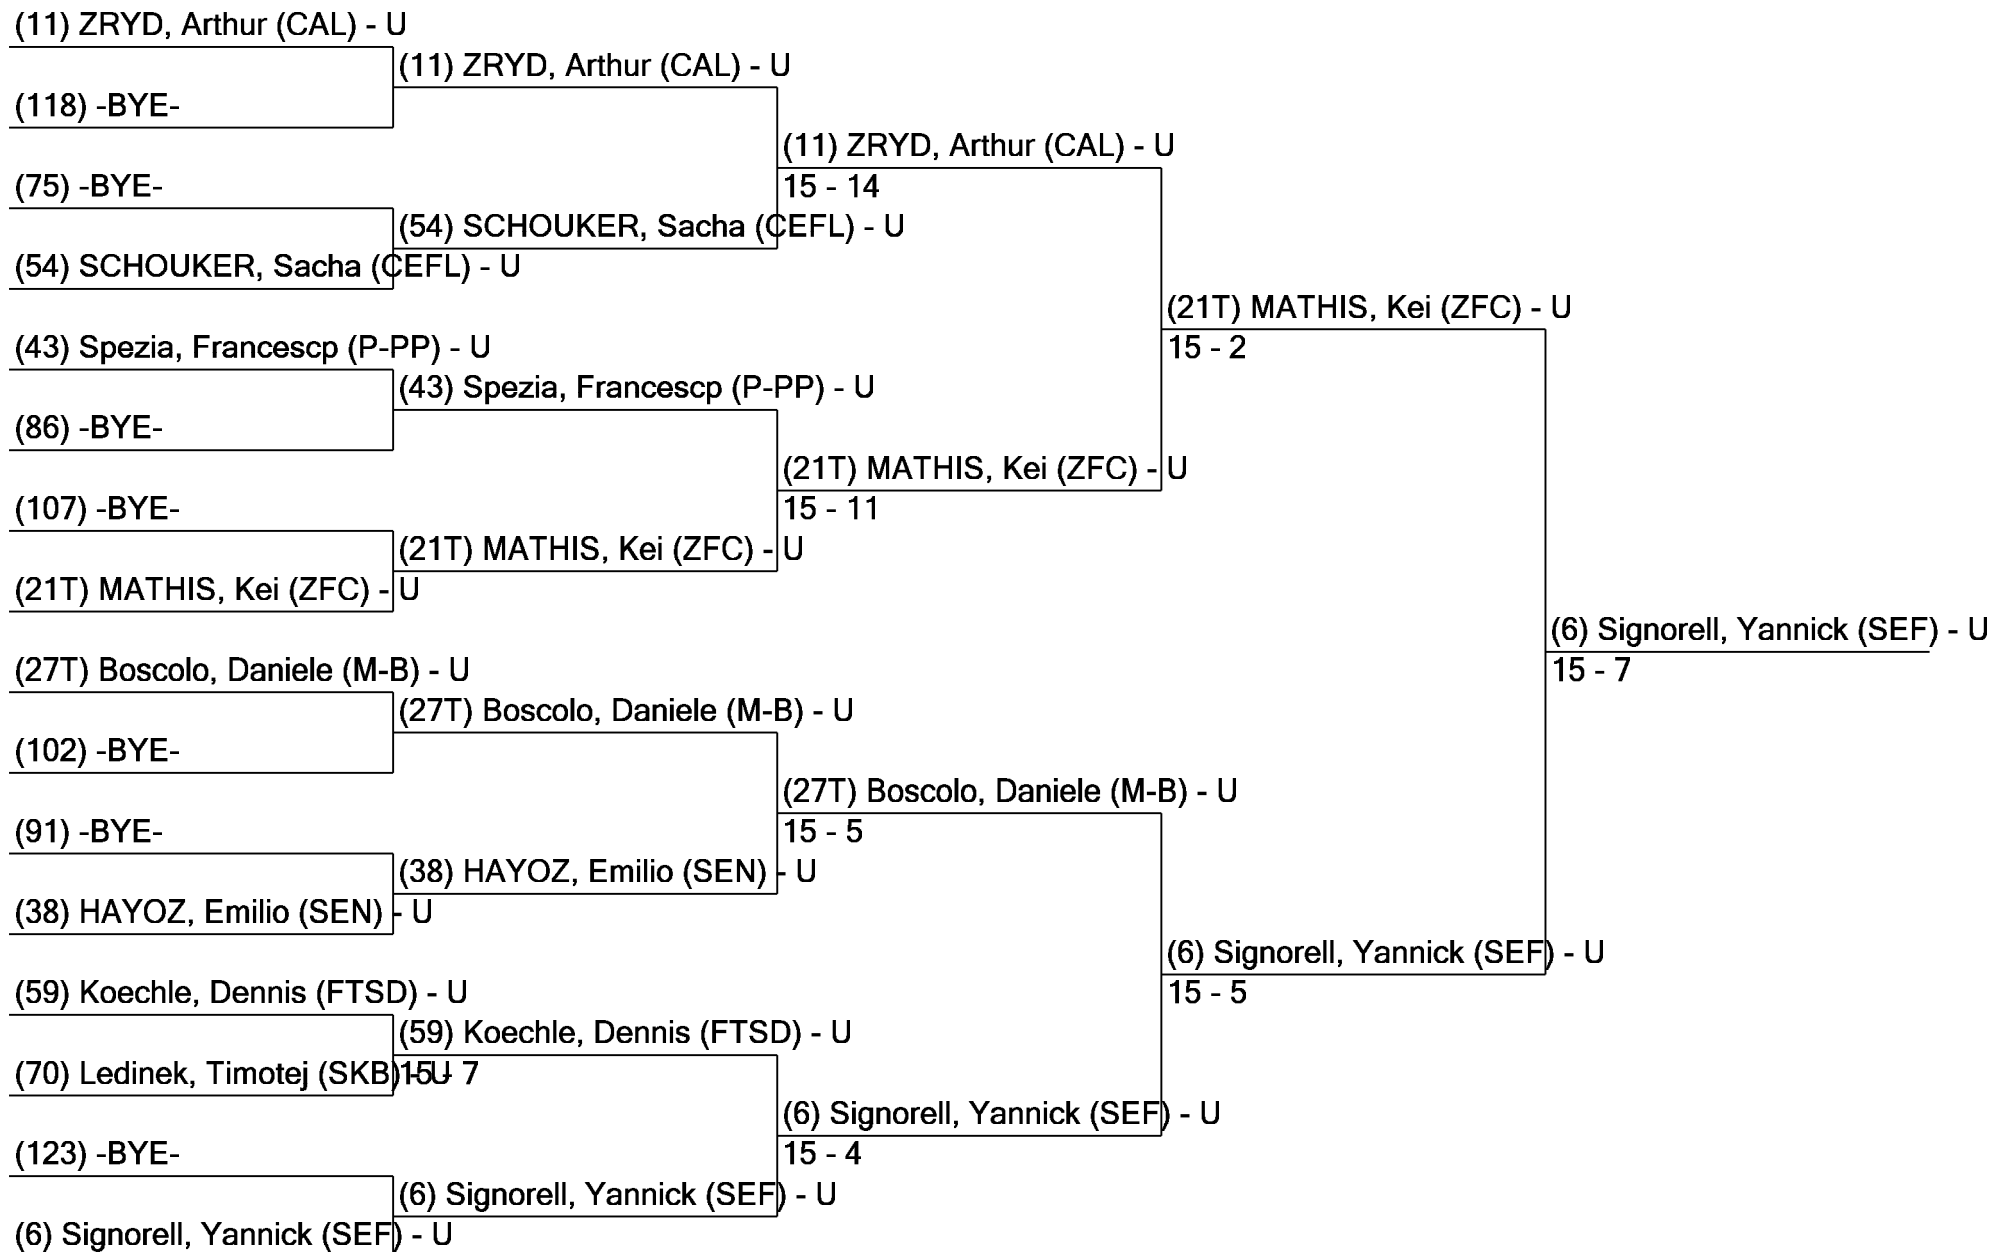 (11) ZRYD, Arthur (CAL) - U
(118) -BYE-
(75) -BYE-
(54) SCHOUKER, Sacha (CEFL) - U
(43) Spezia, Francescp (P-PP) - U
(86) -BYE-
(107) -BYE-
(21T) MATHIS, Kei (ZFC) - U
(27T) Boscolo, Daniele (M-B) - U
(102) -BYE-
(91) -BYE-
(38) HAYOZ, Emilio (SEN) - U
(59) Koechle, Dennis (FTSD) - U
(70) Ledinek, Timotej (SKB) - U
(123) -BYE-
(6) Signorell, Yannick (SEF) - U
(11) ZRYD, Arthur (CAL) - U
(54) SCHOUKER, Sacha (CEFL) - U
(43) Spezia, Francescp (P-PP) - U
(21T) MATHIS, Kei (ZFC) - U
(27T) Boscolo, Daniele (M-B) - U
(38) HAYOZ, Emilio (SEN) - U
(59) Koechle, Dennis (FTSD) - U
15 - 7
(6) Signorell, Yannick (SEF) - U
(11) ZRYD, Arthur (CAL) - U
15 - 14
(21T) MATHIS, Kei (ZFC) - U
15 - 11
(27T) Boscolo, Daniele (M-B) - U
15 - 5
(6) Signorell, Yannick (SEF) - U
15 - 4
(21T) MATHIS, Kei (ZFC) - U
15 - 2
(6) Signorell, Yannick (SEF) - U
15 - 5
(6) Signorell, Yannick (SEF) - U
15 - 7